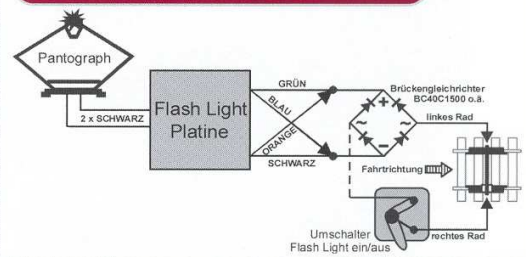 Pantograph
2 x SCHWARZ
Flash Light
Platine
GRÜN
BLAU
ORANGE
SCHWARZ
Brückengleichrichter
BC40C1500 o.ä.
+
~
~
−
linkes Rad
Fahrtrichtung
rechtes Rad
Umschalter
Flash Light ein/aus